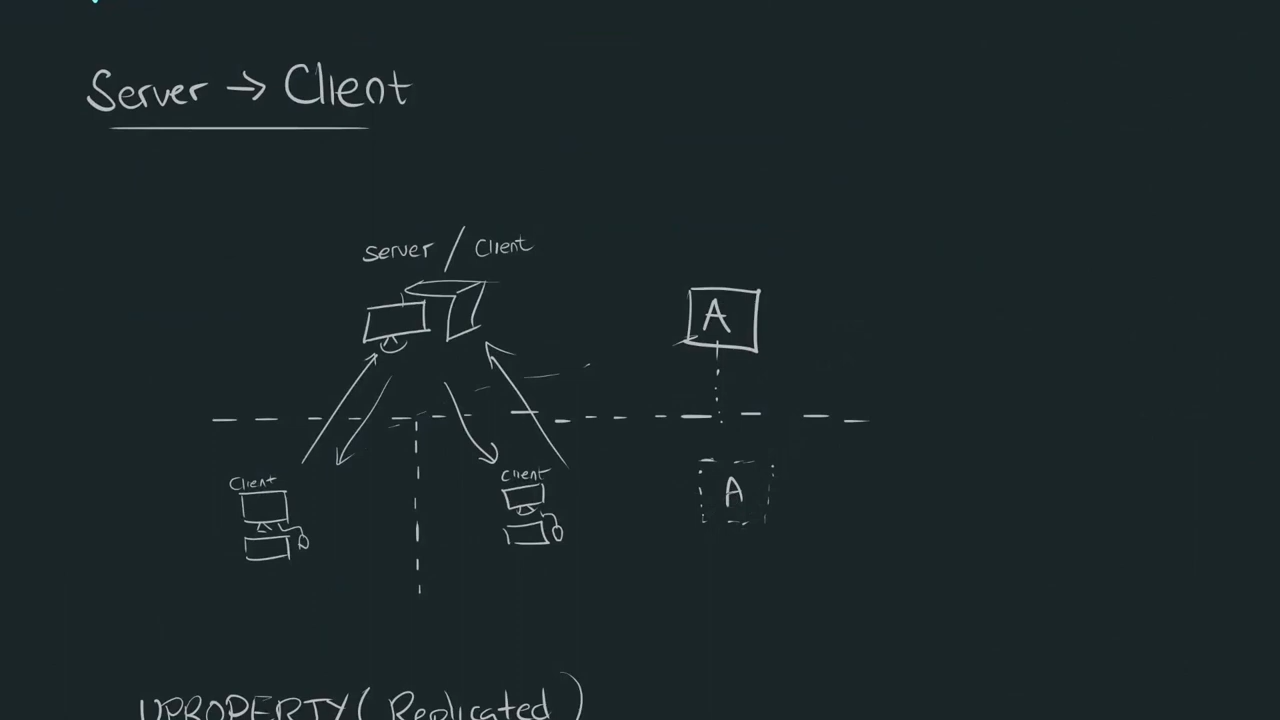 Server → Client
Server / Client
A
Client
Client
A
UPROPERTY( Replicated )